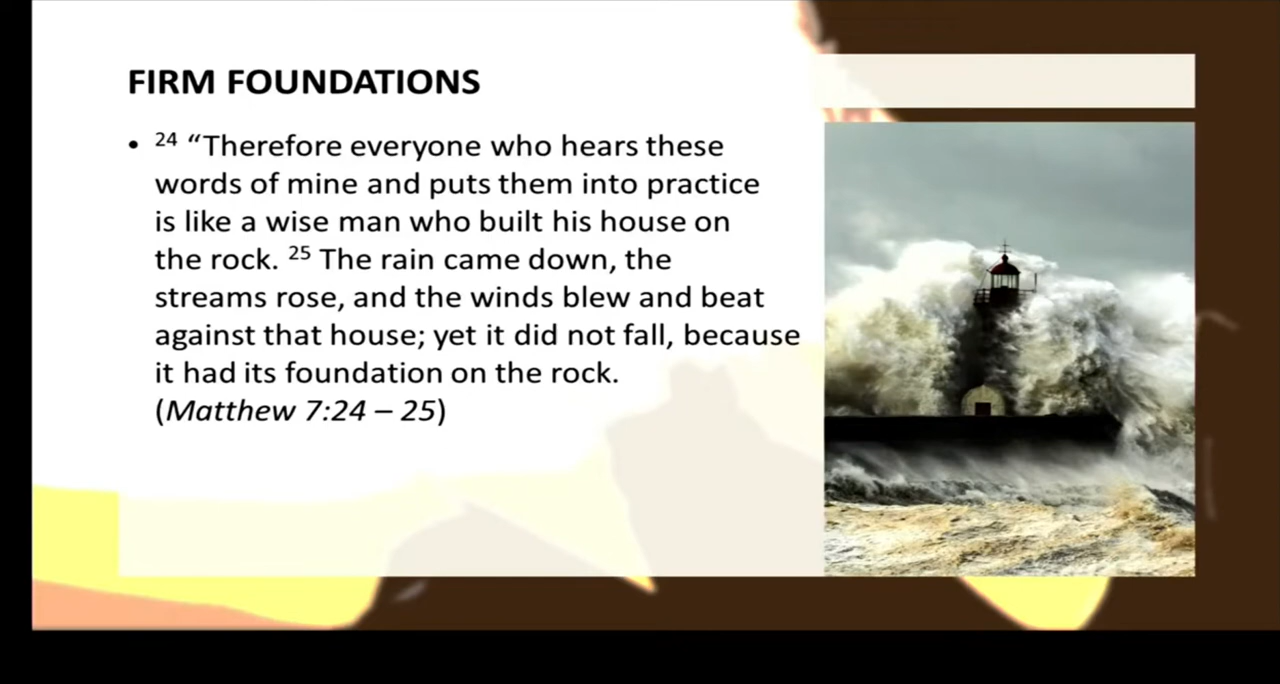 FIRM FOUNDATIONS
• 24 “Therefore everyone who hears these
words of mine and puts them into practice
is like a wise man who built his house on
the rock. 25 The rain came down, the
streams rose, and the winds blew and beat
against that house; yet it did not fall, because
it had its foundation on the rock.
(Matthew 7:24 – 25)